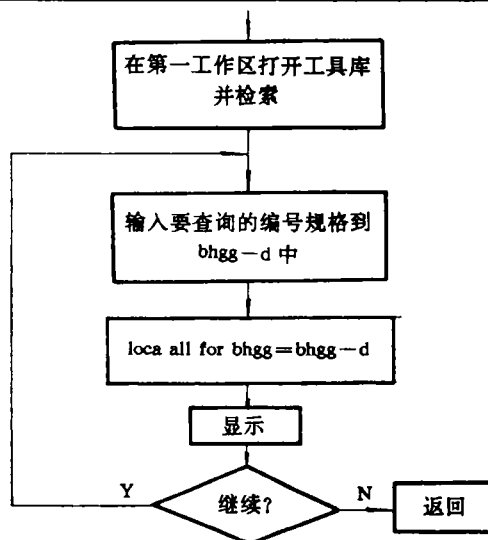 在第一工作区打开工具库
并检索
输入要查询的编号规格到
bhgg－d 中
loca all for bhgg＝bhgg－d
显示
继续?
Y
N
返回